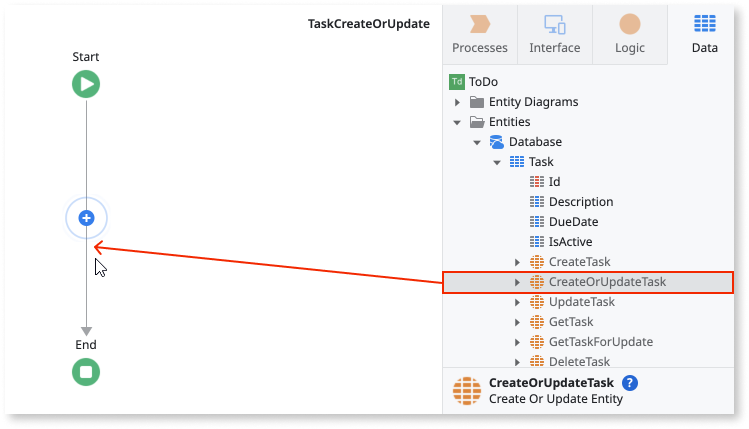 TaskCreateOrUpdate
Start
End
Processes
Interface
Logic
Data
Td ToDo
Entity Diagrams
Entities
Database
Task
Id
Description
DueDate
IsActive
CreateTask
CreateOrUpdateTask
UpdateTask
GetTask
GetTaskForUpdate
DeleteTask
CreateOrUpdateTask ?
Create Or Update Entity